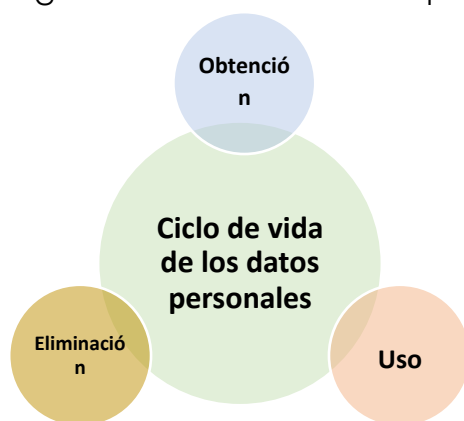 Obtenció
n
Ciclo de vida
de los datos
personales
Eliminació
n
Uso